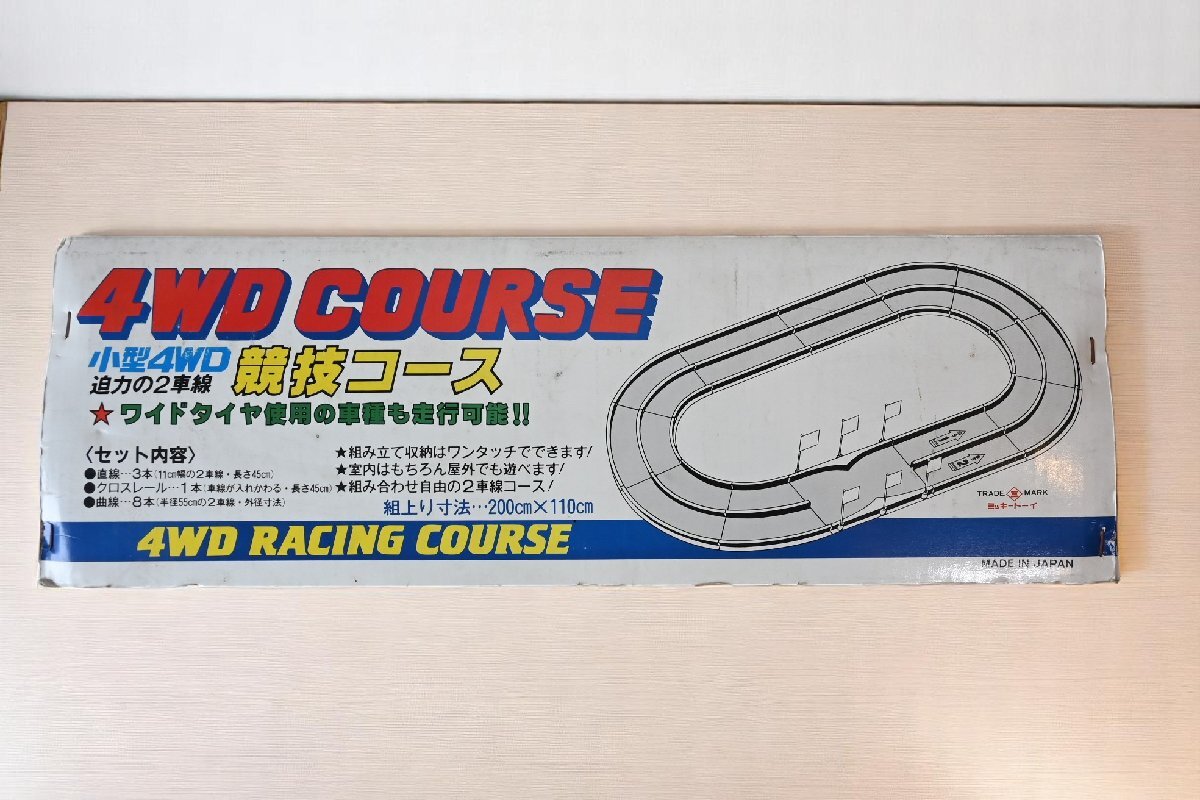 4WD COURSE
小型4WD
迫力の2車線
競技コース
★ワイドタイヤ使用の車種も走行可能!!
〈セット内容〉
●直線…3本(11cm幅の2車線・長さ45cm)
●クロスレール…1本(車線が入れかわる・長さ45cm)
●曲線…8本(半径55cmの2車線・外径寸法)
★組み立て収納はワンタッチでできます!
★室内はもちろん屋外でも遊べます!
★組み合わせ自由の2車線コース!
組上り寸法…200cm×110cm
4WD RACING COURSE
TRADE MARK
ミッキートーイ
MADE IN JAPAN